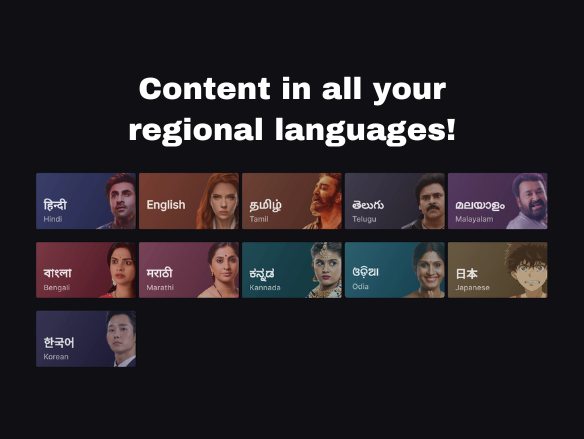 Content in all your
regional languages!
हिन्दी
Hindi
English
தமிழ்
Tamil
తెలుగు
Telugu
മലയാളം
Malayalam
বাংলা
Bengali
मराठी
Marathi
ಕನ್ನಡ
Kannada
ଓଡ଼ିଆ
Odia
日本
Japanese
한국어
Korean